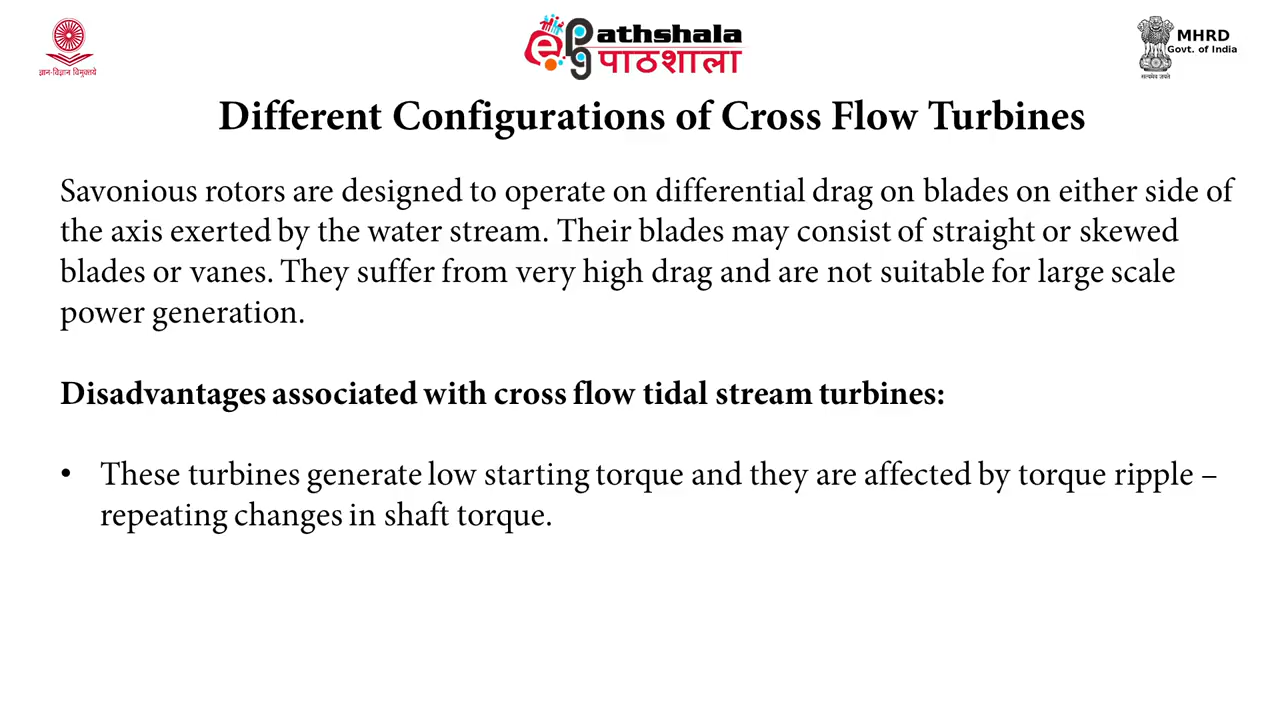 ज्ञान-विज्ञान विमुक्तये
ePathshala
पाठशाला
MHRD
Govt. of India
सत्यमेव जयते
Different Configurations of Cross Flow Turbines
Savonious rotors are designed to operate on differential drag on blades on either side of
the axis exerted by the water stream. Their blades may consist of straight or skewed
blades or vanes. They suffer from very high drag and are not suitable for large scale
power generation.
Disadvantages associated with cross flow tidal stream turbines:
• These turbines generate low starting torque and they are affected by torque ripple –
repeating changes in shaft torque.